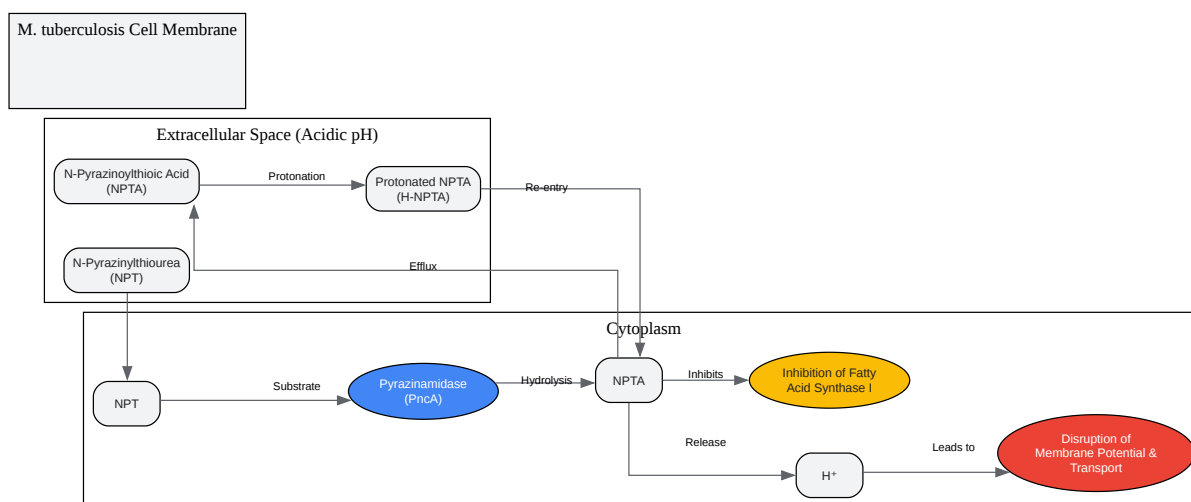 M. tuberculosis Cell Membrane
Extracellular Space (Acidic pH)
N-Pyrazinoylthioic Acid
(NPTA)
Protonation
Protonated NPTA
(H-NPTA)
Re-entry
N-Pyrazinylthiourea
(NPT)
Efflux
Cytoplasm
NPT
Substrate
Pyrazinamidase
(PncA)
Hydrolysis
NPTA
Inhibits
Inhibition of Fatty
Acid Synthase I
Release
H⁺
Leads to
Disruption of
Membrane Potential &
Transport